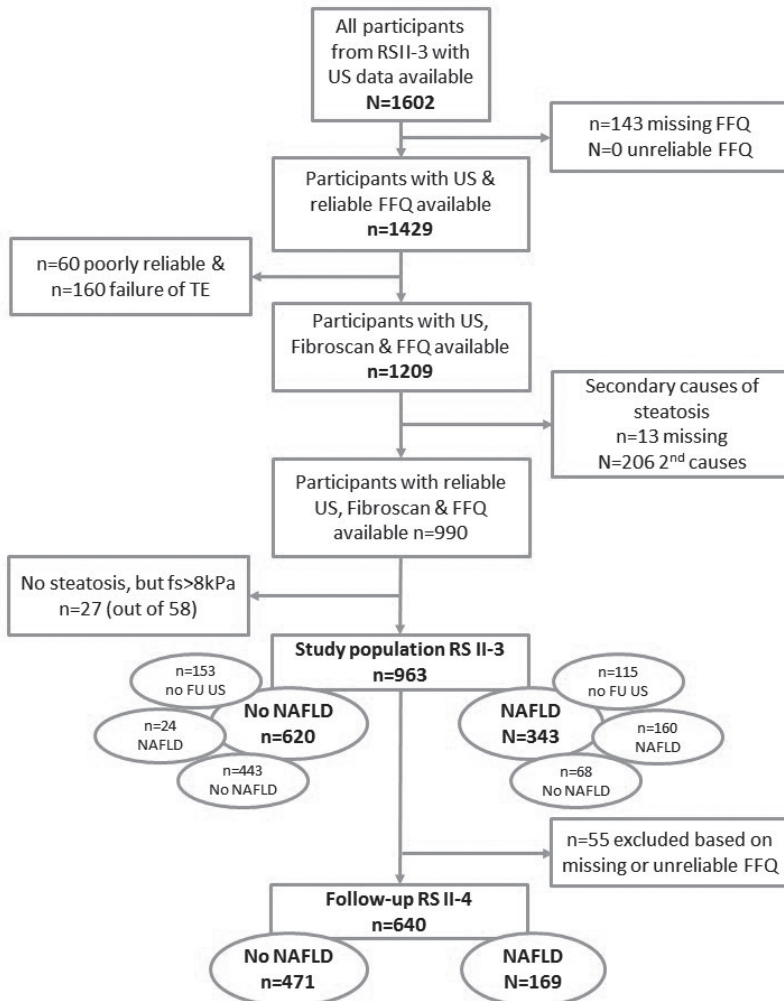 All participants
from RSII-3 with
US data available
N=1602
n=143 missing FFQ
N=0 unreliable FFQ
Participants with US &
reliable FFQ available
n=1429
n=60 poorly reliable &
n=160 failure of TE
Participants with US,
Fibroscan & FFQ available
n=1209
Secondary causes of
steatosis
n=13 missing
N=206 2nd causes
Participants with reliable
US, Fibroscan & FFQ
available n=990
No steatosis, but fs>8kPa
n=27 (out of 58)
Study population RS II-3
n=963
n=153
no FU US
No NAFLD
n=620
n=24
NAFLD
n=443
No NAFLD
n=115
no FU US
NAFLD
N=343
n=160
NAFLD
n=68
No NAFLD
n=55 excluded based on
missing or unreliable FFQ
Follow-up RS II-4
n=640
No NAFLD
n=471
NAFLD
N=169